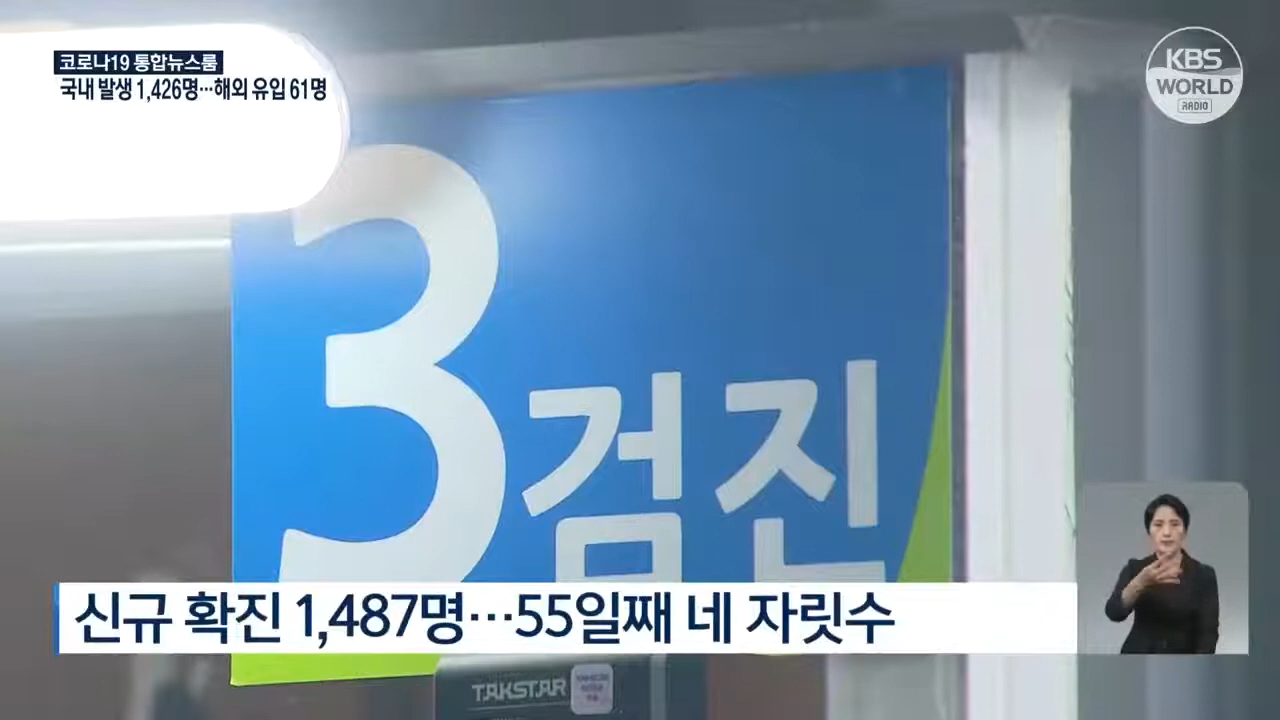 코로나19 통합뉴스룸
국내 발생 1,426명···해외 유입 61명
KBS
WORLD
RADIO
3 검진
신규 확진 1,487명···55일째 네 자릿수
TAKSTAR